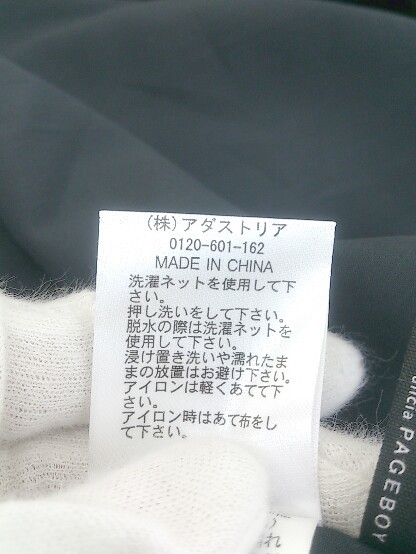 (株)アダストリア
0120-601-162
MADE IN CHINA
洗濯ネットを使用して下
さい。
押し洗いをして下さい。
脱水の際は洗濯ネットを
使用して下さい。
浸け置き洗いや濡れたま
まの放置はお避け下さい。
アイロンは軽くあてて下
さい。
アイロン時はあて布をし
て下さい。
PAGEBOY